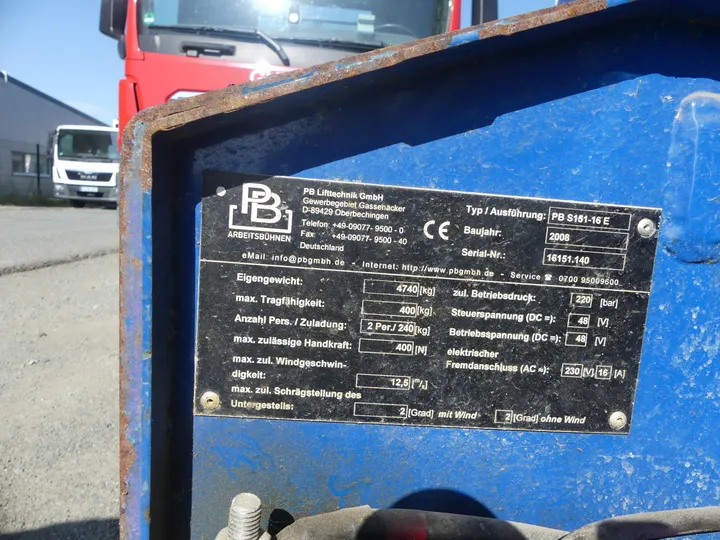 PB
ARBEITSBÜHNEN
PB Lifttechnik GmbH
Gewerbegebiet Gassenäcker
D-89429 Oberbechingen
Telefon: +49-09077- 9500 - 0
Fax: +49-09077- 9500 - 40
Deutschland
CE
Typ / Ausführung: PB S151-16 E
Baujahr: 2008
Serial-Nr.: 16151.140
eMail info@pbgmbh.de - Internet: http://www.pbgmbh.de - Service ☎ 0700 95009500
Eigengewicht: 4740 [kg]
max. Tragfähigkeit: 400 [kg]
Anzahl Pers. / Zuladung: 2 Per./ 240 [kg]
max. zulässige Handkraft: 400 [N]
max. zul. Windgeschwin-
digkeit: 12,5 [m/s]
max. zul. Schrägstellung des
Untergestells: 2 [Grad] mit Wind 2 [Grad] ohne Wind
zul. Betriebsdruck: 220 [bar]
Steuerspannung (DC =): 48 [V]
Betriebsspannung (DC =): 48 [V]
elektrischer
Fremdanschluss (AC ≈): 230 [V] 16 [A]
MAN